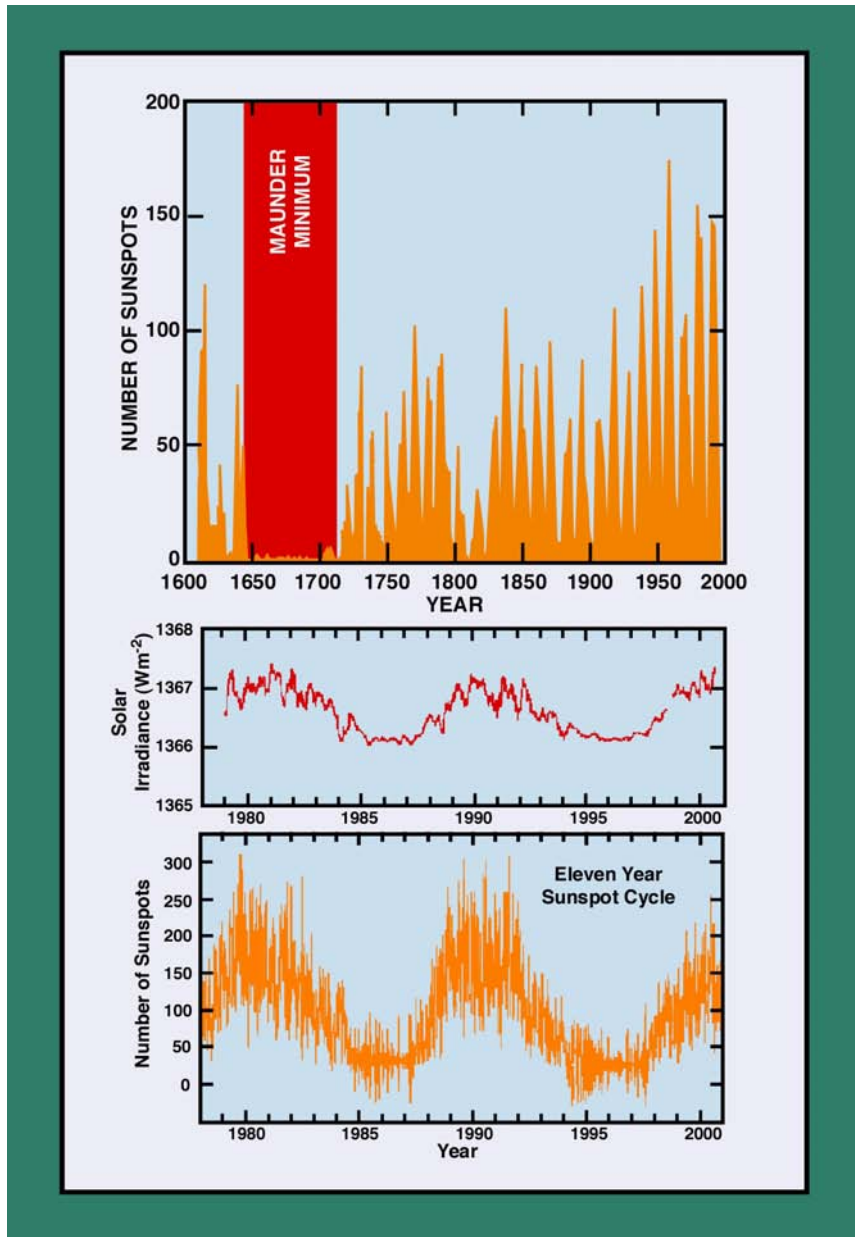 200
150
100
50
0
NUMBER OF SUNSPOTS
MAUNDER
MINIMUM
1600 1650 1700 1750 1800 1850 1900 1950 2000
YEAR
1368
1367
1366
1365
Solar
Irradiance (Wm-2)
1980 1985 1990 1995 2000
300
250
200
150
100
50
0
Number of Sunspots
Eleven Year
Sunspot Cycle
1980 1985 1990 1995 2000
Year